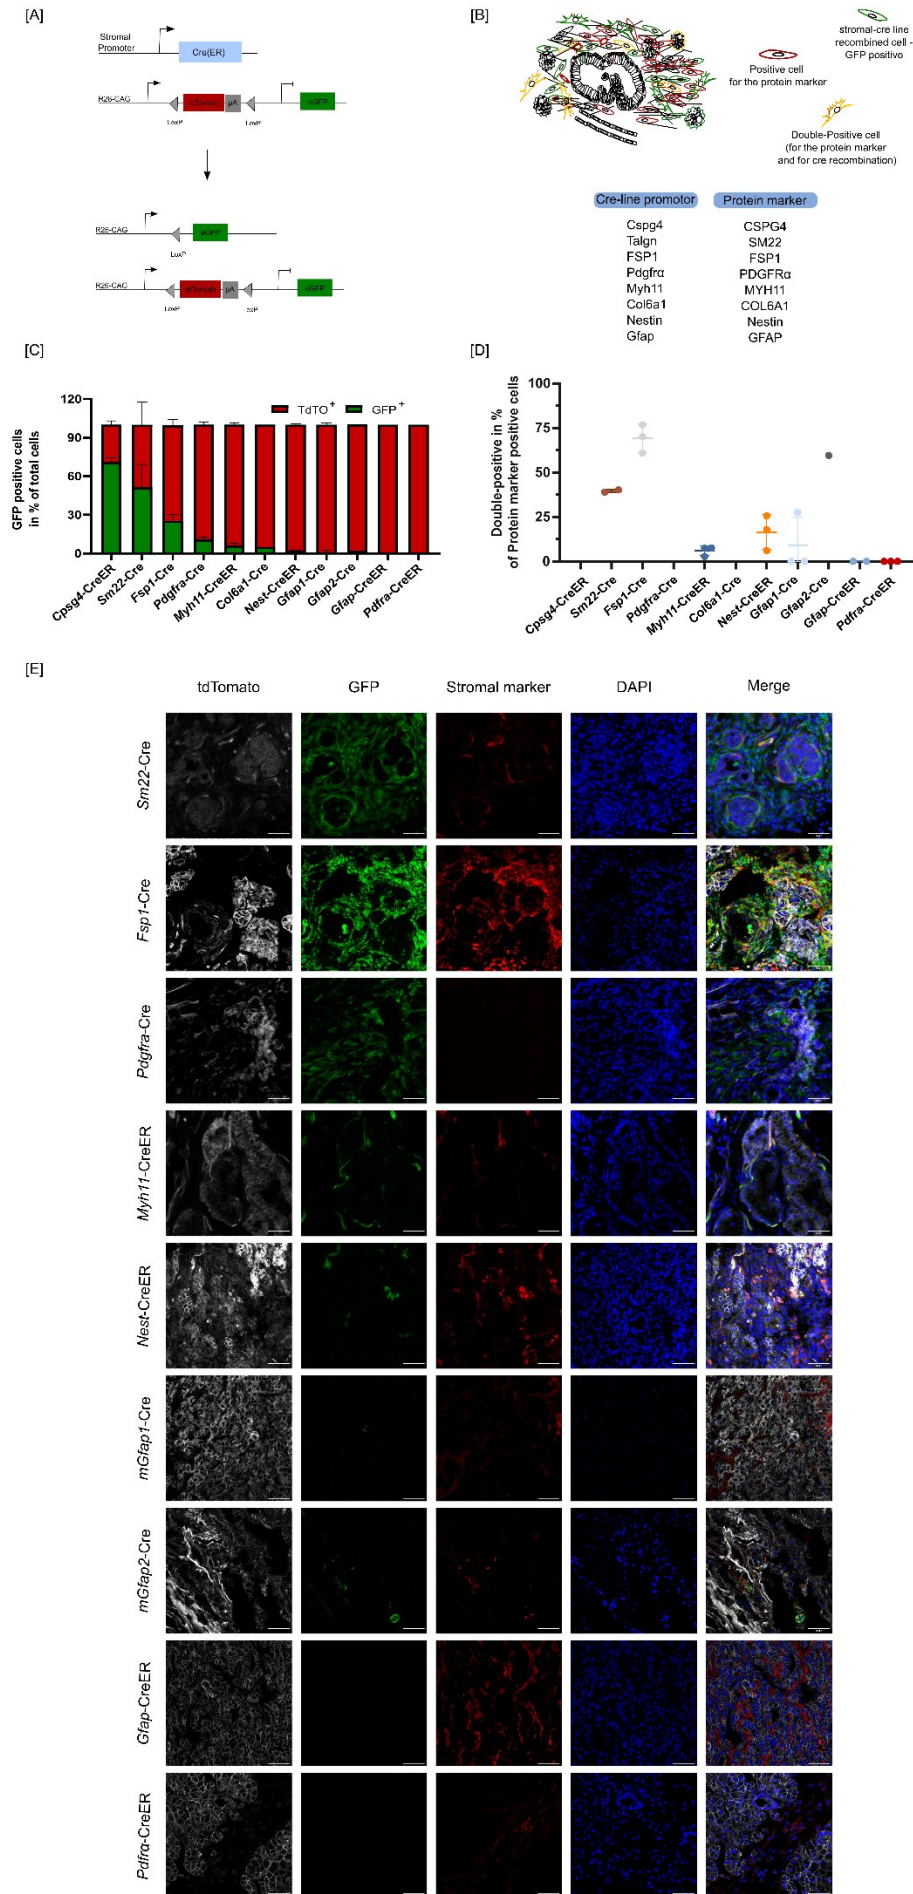 [A]
Stromal
Promoter
Cre(ER)
R26-CAG
tdTomato
pA
eGFP
LoxP
LoxP
R26-CAG
eGFP
LoxP
R26-CAG
tdTomato
pA
eGFP
LoxP
oxP
[B]
stromal-cre line
recombined cell -
GFP positive
Positive cell
for the protein marker
Double-Positive cell
(for the protein marker
and for cre recombination)
Cre-line promotor Protein marker
Cspg4 CSPG4
Talgn SM22
FSP1 FSP1
Pdgfrα PDGFRα
Myh11 MYH11
Col6a1 COL6A1
Nestin Nestin
Gfap GFAP
[C]
GFP positive cells
in % of total cells
120
90
60
30
0
TdTO+ GFP+
Cpsg4-CreER
Sm22-Cre
Fsp1-Cre
Pdgfra-Cre
Myh11-CreER
Col6a1-Cre
Nest-CreER
Gfap1-Cre
Gfap2-Cre
Gfap-CreER
Pdfra-CreER
[D]
Double-positive in %
of Protein marker positive cells
100
75
50
25
0
Cpsg4-CreER
Sm22-Cre
Fsp1-Cre
Pdgfra-Cre
Myh11-CreER
Col6a1-Cre
Nest-CreER
Gfap1-Cre
Gfap2-Cre
Gfap-CreER
Pdfra-CreER
[E]
tdTomato GFP Stromal marker DAPI Merge
Sm22-Cre
Fsp1-Cre
Pdgfra-Cre
Myh11-CreER
Nest-CreER
mGfap1-Cre
mGfap2-Cre
Gfap-CreER
Pdfrα-CreER